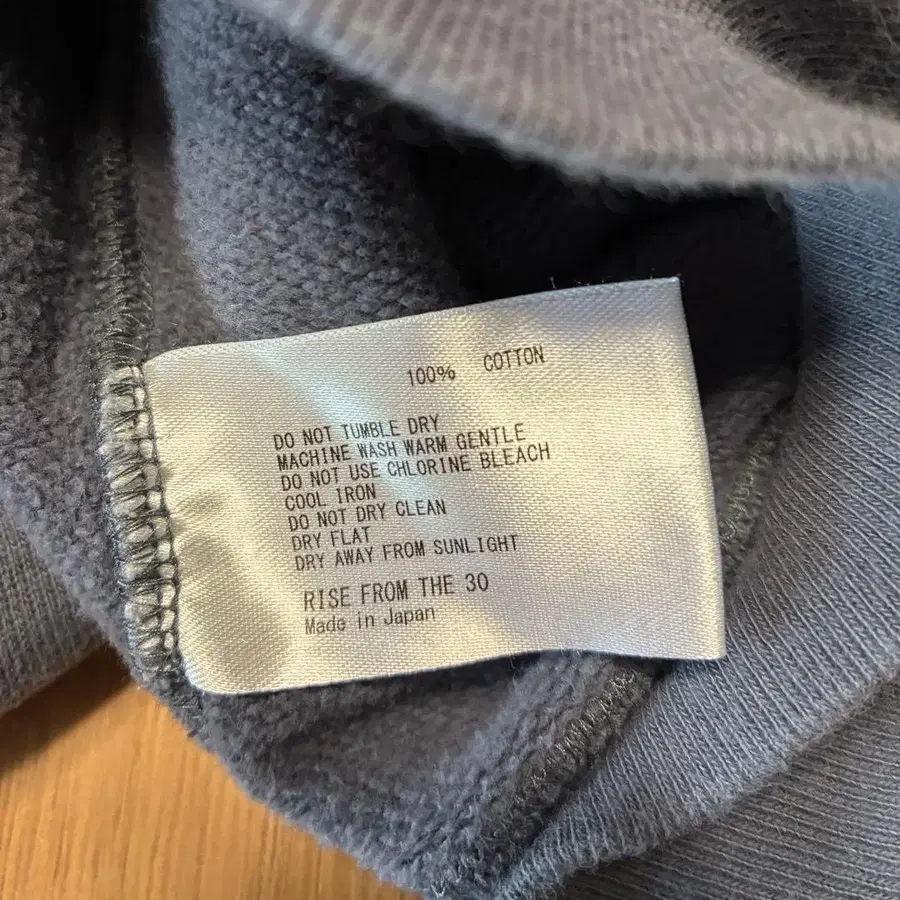 100% COTTON
DO NOT TUMBLE DRY
MACHINE WASH WARM GENTLE
DO NOT USE CHLORINE BLEACH
COOL IRON
DO NOT DRY CLEAN
DRY FLAT
DRY AWAY FROM SUNLIGHT
RISE FROM THE 30
Made in Japan